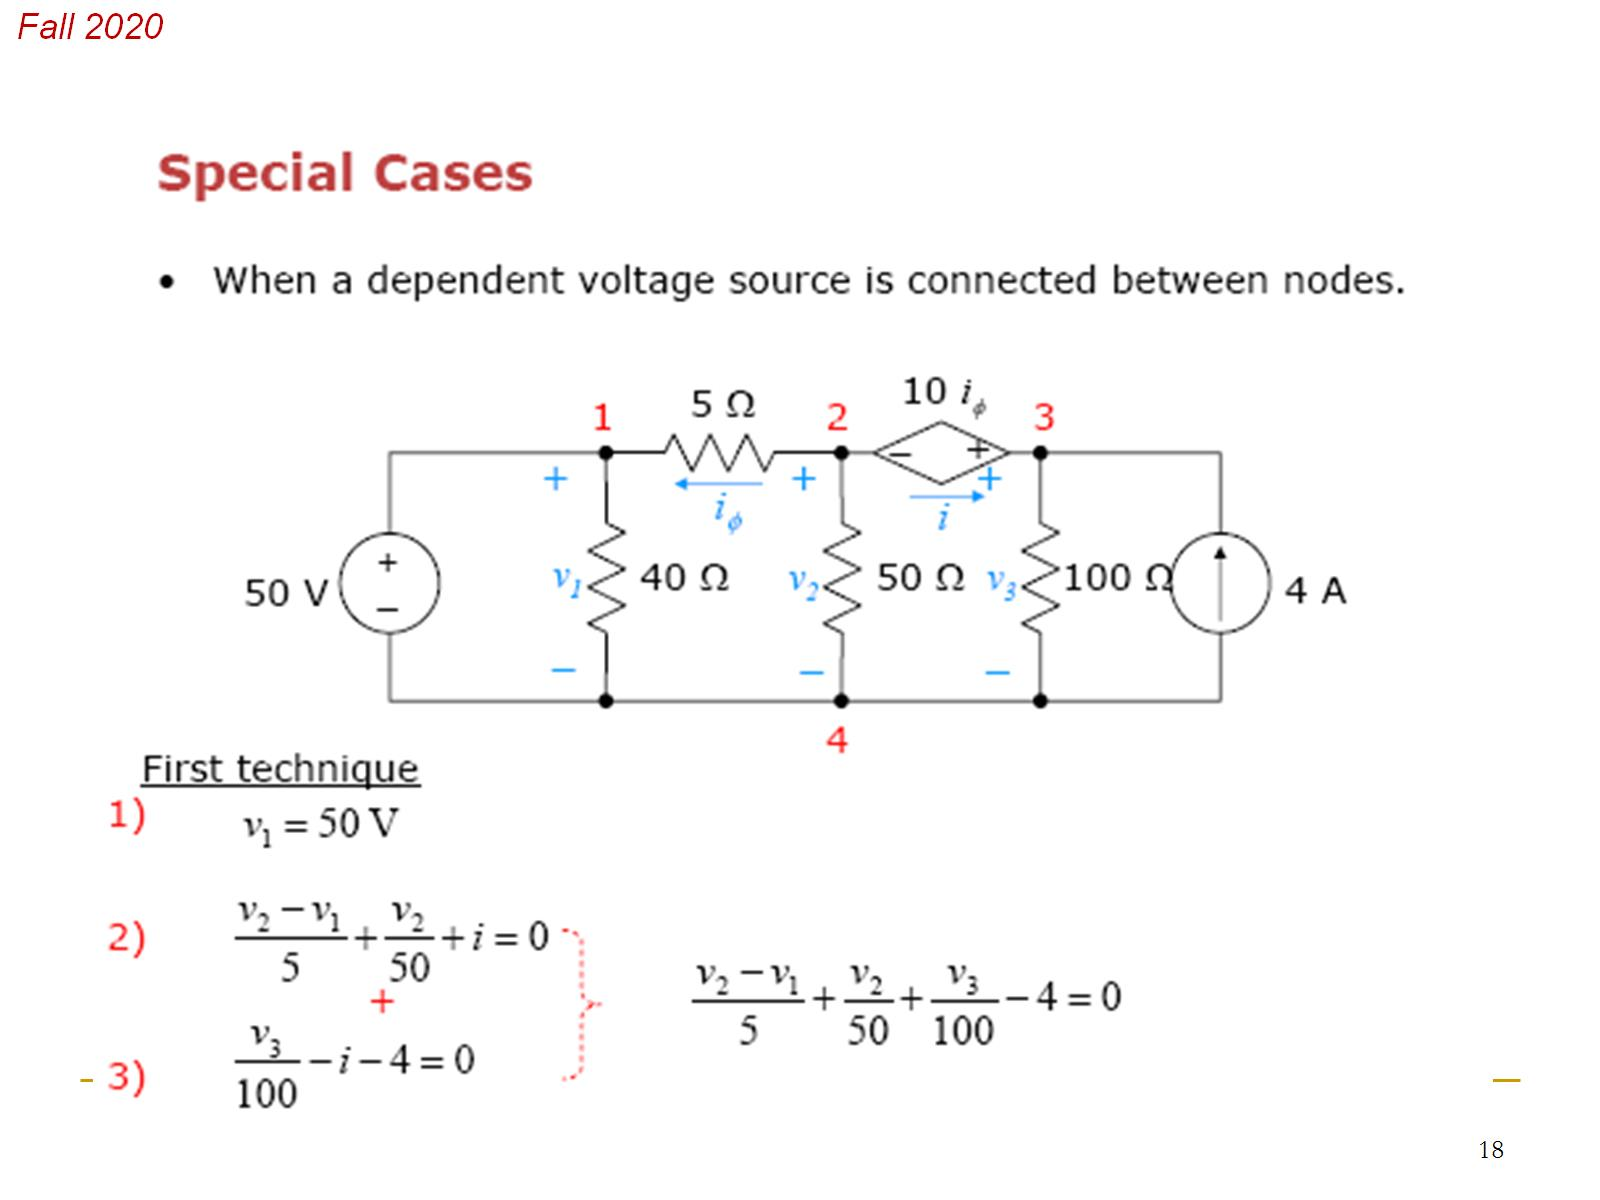 Fall 2020
Special Cases
• When a dependent voltage source is connected between nodes.
10 i_ϕ
5 Ω
1 2 3
+ + +
− +
i_ϕ i
50 V + − v₁ 40 Ω v₂ 50 Ω v₃ 100 Ω 4 A
− − −
4
First technique
1) v₁ = 50 V
2) (v₂ − v₁)/5 + v₂/50 + i = 0
+
(v₂ − v₁)/5 + v₂/50 + v₃/100 − 4 = 0
3) v₃/100 − i − 4 = 0
18